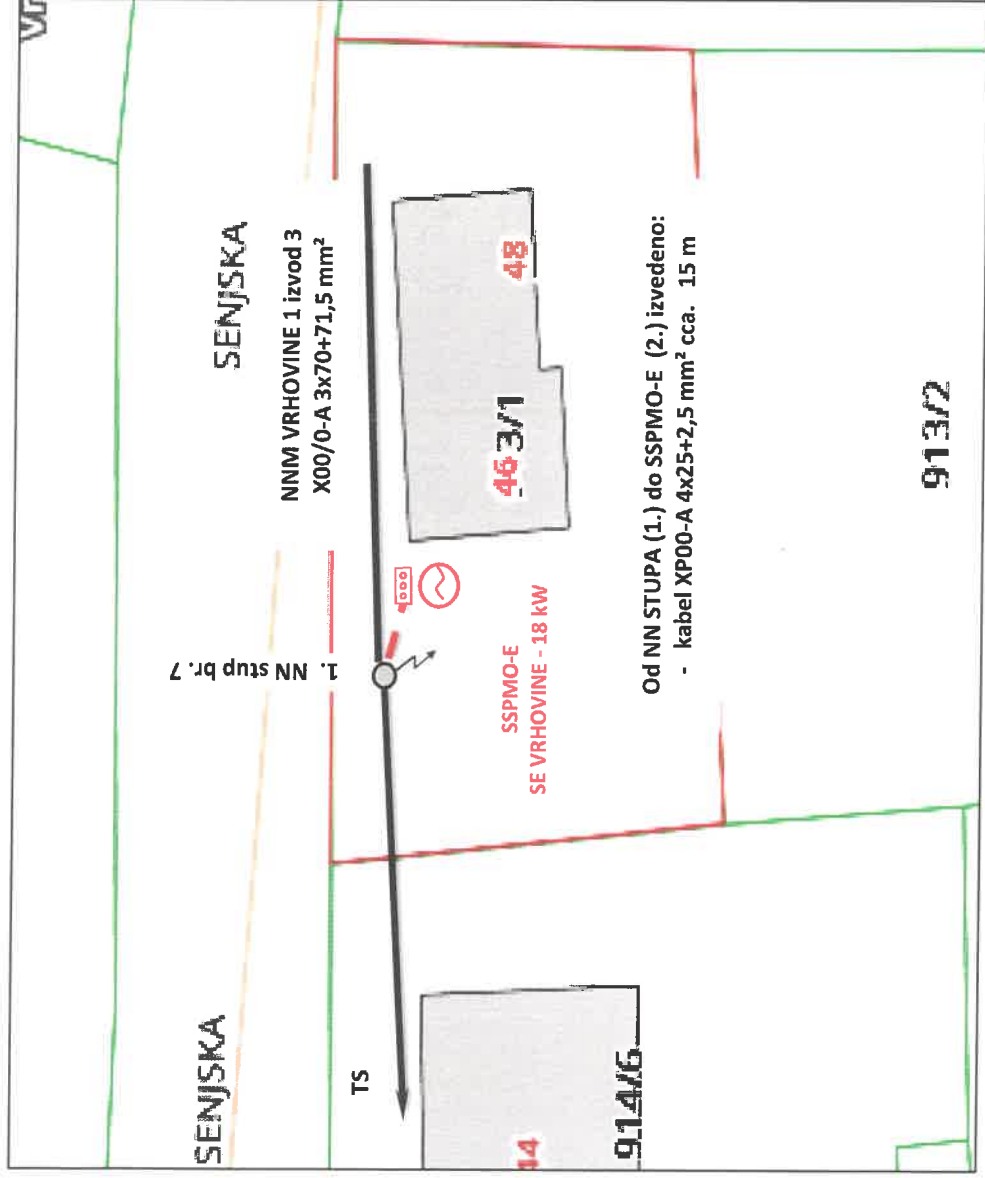 SENJSKA
SENJSKA
NNM VRHOVINE 1 izvod 3
X00/0-A 3x70+71,5 mm²
1. NN stup br. 7
TS
SSPMO-E
SE VRHOVINE - 18 kW
46
3/1
48
44
914/6
Od NN STUPA (1.) do SSPMO-E (2.) izvedeno:
- kabel XP00-A 4x25+2,5 mm² cca. 15 m
913/2